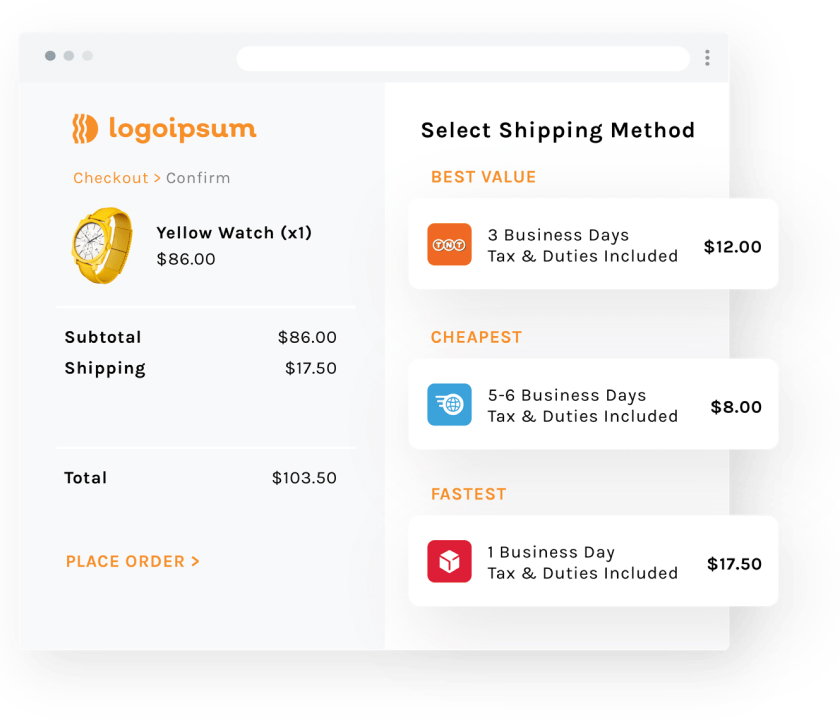 logoipsum
Checkout > Confirm
Yellow Watch (x1)
$86.00
Subtotal $86.00
Shipping $17.50
Total $103.50
PLACE ORDER >
Select Shipping Method
BEST VALUE
TNT
3 Business Days
Tax & Duties Included
$12.00
CHEAPEST
5-6 Business Days
Tax & Duties Included
$8.00
FASTEST
1 Business Day
Tax & Duties Included
$17.50